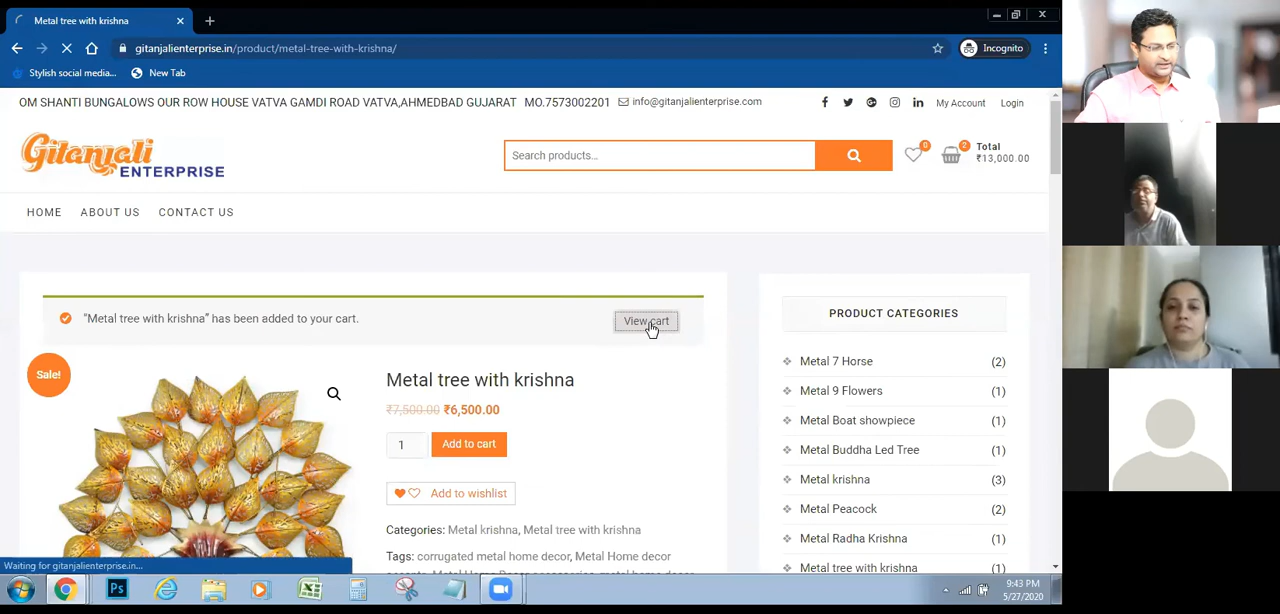 Metal tree with krishna
gitanjalienterprise.in/product/metal-tree-with-krishna/
Incognito
Stylish social media...
New Tab
OM SHANTI BUNGALOWS OUR ROW HOUSE VATVA GAMDI ROAD VATVA,AHMEDBAD GUJARAT MO.7573002201
info@gitanjalienterprise.com
My Account
Login
Gitanjali
ENTERPRISE
Search products...
0
2
Total
₹13,000.00
HOME
ABOUT US
CONTACT US
"Metal tree with krishna" has been added to your cart.
View cart
Sale!
Metal tree with krishna
₹7,500.00 ₹6,500.00
1
Add to cart
Add to wishlist
Categories: Metal krishna, Metal tree with krishna
Tags: corrugated metal home decor, Metal Home decor
PRODUCT CATEGORIES
Metal 7 Horse (2)
Metal 9 Flowers (1)
Metal Boat showpiece (1)
Metal Buddha Led Tree (1)
Metal krishna (3)
Metal Peacock (2)
Metal Radha Krishna (1)
Metal tree with krishna (1)
Waiting for gitanjalienterprise.in...
Ps
9:43 PM
5/27/2020